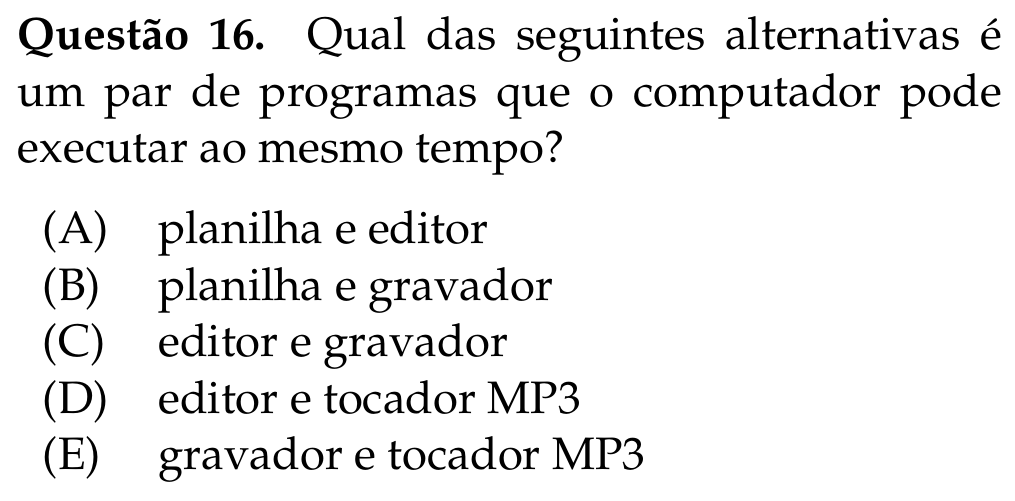 Questão 16. Qual das seguintes alternativas é
um par de programas que o computador pode
executar ao mesmo tempo?
(A) planilha e editor
(B) planilha e gravador
(C) editor e gravador
(D) editor e tocador MP3
(E) gravador e tocador MP3